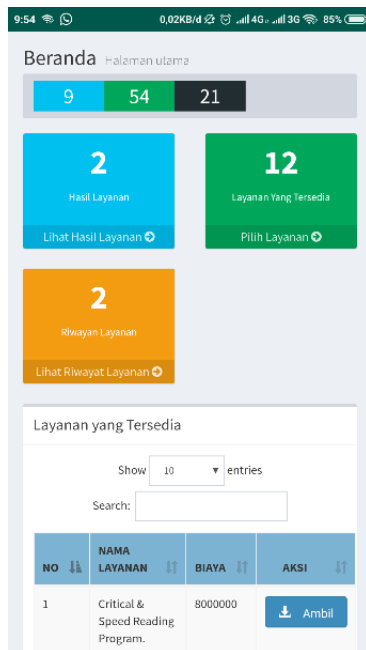 9:54 0,02KB/d 4G 3G 85%
Beranda Halaman utama
9 54 21
2
Hasil Layanan
Lihat Hasil Layanan
12
Layanan Yang Tersedia
Pilih Layanan
2
Riwayan Layanan
Lihat Riwayat Layanan
Layanan yang Tersedia
Show 10 entries
Search:
NO NAMA LAYANAN BIAYA AKSI
1 Critical & 8000000 Ambil
Speed Reading
Program.